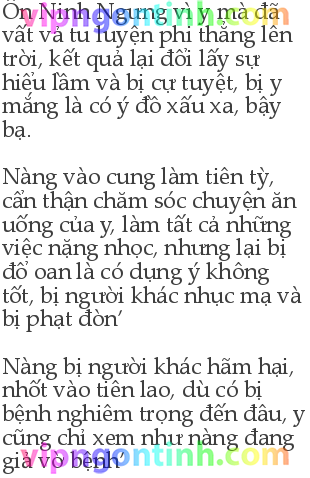 Ôn Ninh Ngưng vì y mà đã
vipngontinh.com
vất vả tu luyện phi thăng lên
trời, kết quả lại đổi lấy sự
hiểu lầm và bị cự tuyệt, bị y
mắng là có ý đồ xấu xa, bậy
bạ.
Nàng vào cung làm tiên tỳ,
cẩn thận chăm sóc chuyện ăn
uống của y, làm tất cả những
việc nặng nhọc, nhưng lại bị
đổ oan là có dụng ý không
tốt, bị người khác nhục mạ và
bị phạt đòn’
Nàng bị người khác hãm hại,
nhốt vào tiên lao, dù có bị
bệnh nghiêm trọng đến đâu, y
cũng chỉ xem như nàng đang
vipngontinh.com
giả vờ bệnh’